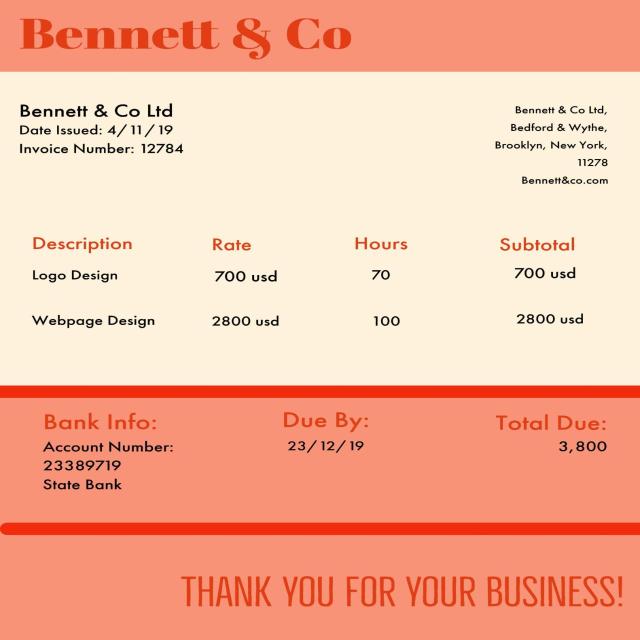 Bennett & Co
Bennett & Co Ltd
Date Issued: 4/11/19
Invoice Number: 12784
Bennett & Co Ltd,
Bedford & Wythe,
Brooklyn, New York,
11278
Bennett&co.com
Description Rate Hours Subtotal
Logo Design 700 usd 70 700 usd
Webpage Design 2800 usd 100 2800 usd
Bank Info:
Account Number:
23389719
State Bank
Due By:
23/12/19
Total Due:
3,800
THANK YOU FOR YOUR BUSINESS!